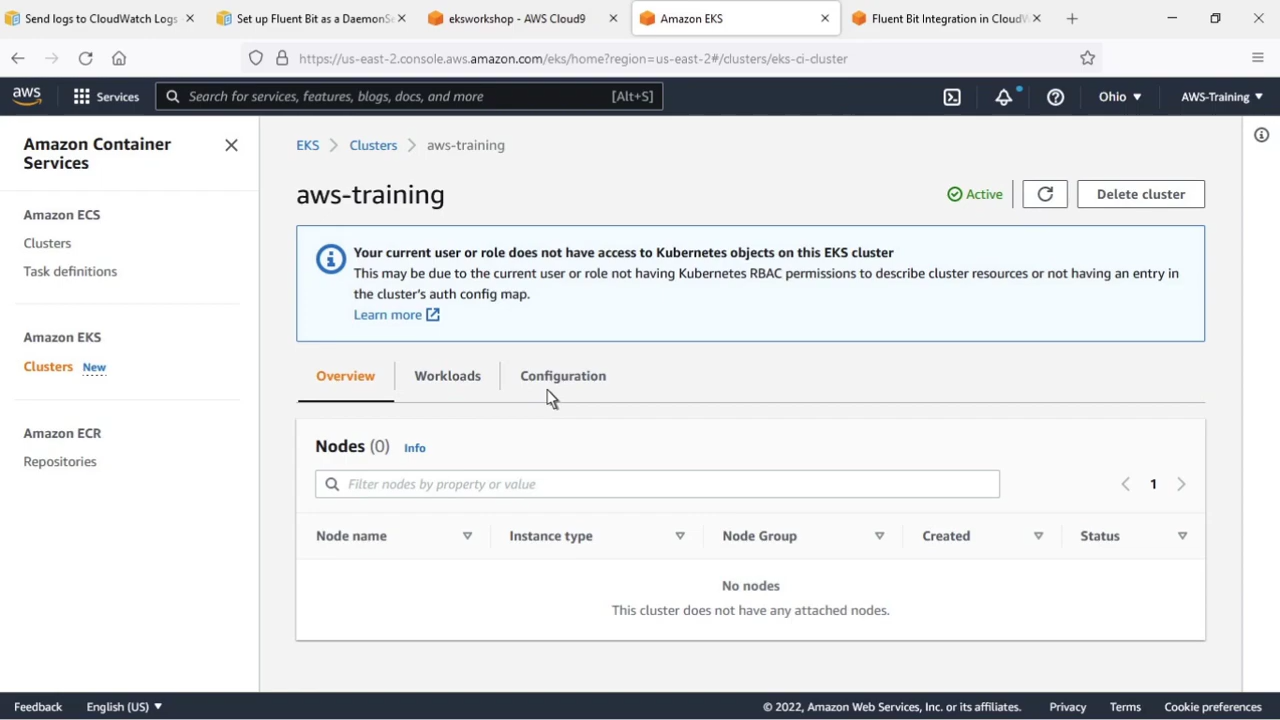 Send logs to CloudWatch Logs
Set up Fluent Bit as a DaemonSe
eksworkshop - AWS Cloud9
Amazon EKS
Fluent Bit Integration in CloudW
https://us-east-2.console.aws.amazon.com/eks/home?region=us-east-2#/clusters/eks-ci-cluster
aws
Services
Search for services, features, blogs, docs, and more
[Alt+S]
Ohio
AWS-Training
Amazon Container
Services
Amazon ECS
Clusters
Task definitions
Amazon EKS
Clusters New
Amazon ECR
Repositories
EKS
Clusters
aws-training
aws-training
Active
Delete cluster
Your current user or role does not have access to Kubernetes objects on this EKS cluster
This may be due to the current user or role not having Kubernetes RBAC permissions to describe cluster resources or not having an entry in
the cluster's auth config map.
Learn more
Overview
Workloads
Configuration
Nodes (0) Info
Filter nodes by property or value
1
Node name
Instance type
Node Group
Created
Status
No nodes
This cluster does not have any attached nodes.
Feedback
English (US)
© 2022, Amazon Web Services, Inc. or its affiliates.
Privacy
Terms
Cookie preferences